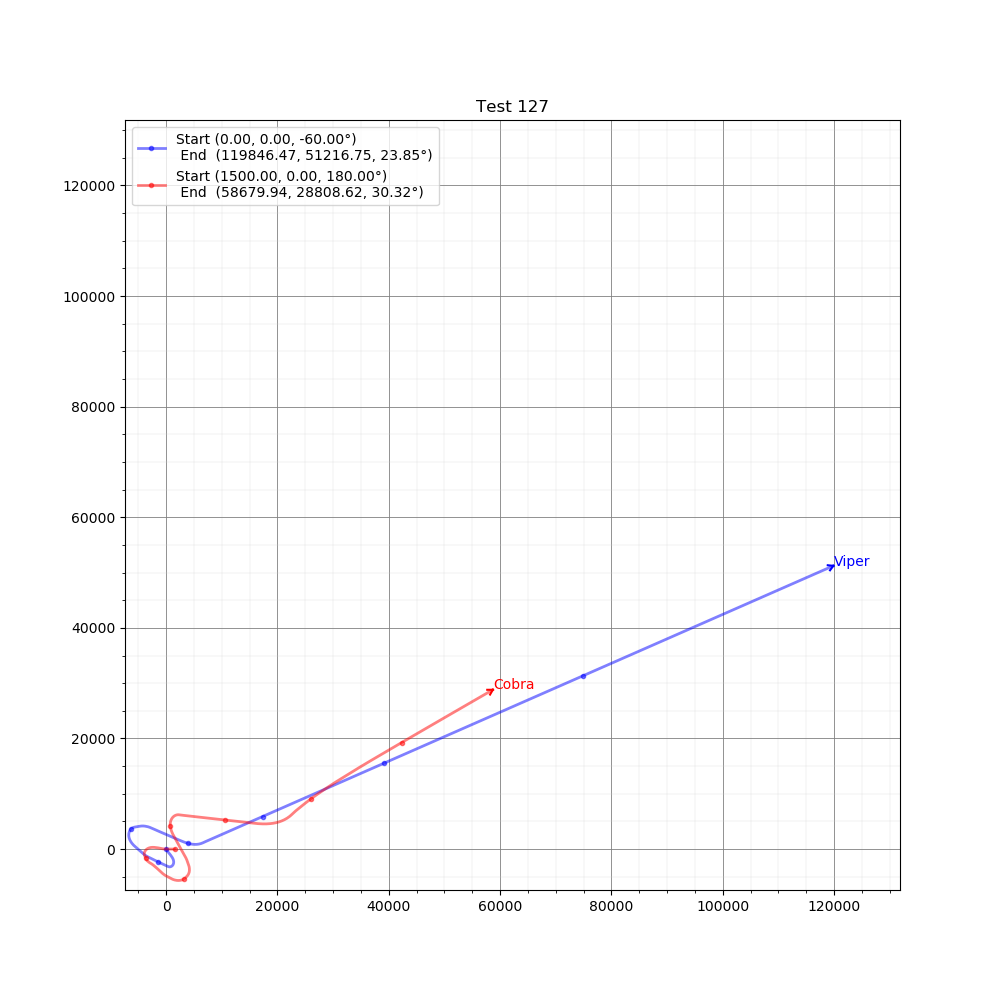 Test 127
Start (0.00, 0.00, -60.00°)
End (119846.47, 51216.75, 23.85°)
Start (1500.00, 0.00, 180.00°)
End (58679.94, 28808.62, 30.32°)
120000
100000
80000
60000
40000
20000
0
Viper
Cobra
0 20000 40000 60000 80000 100000 120000